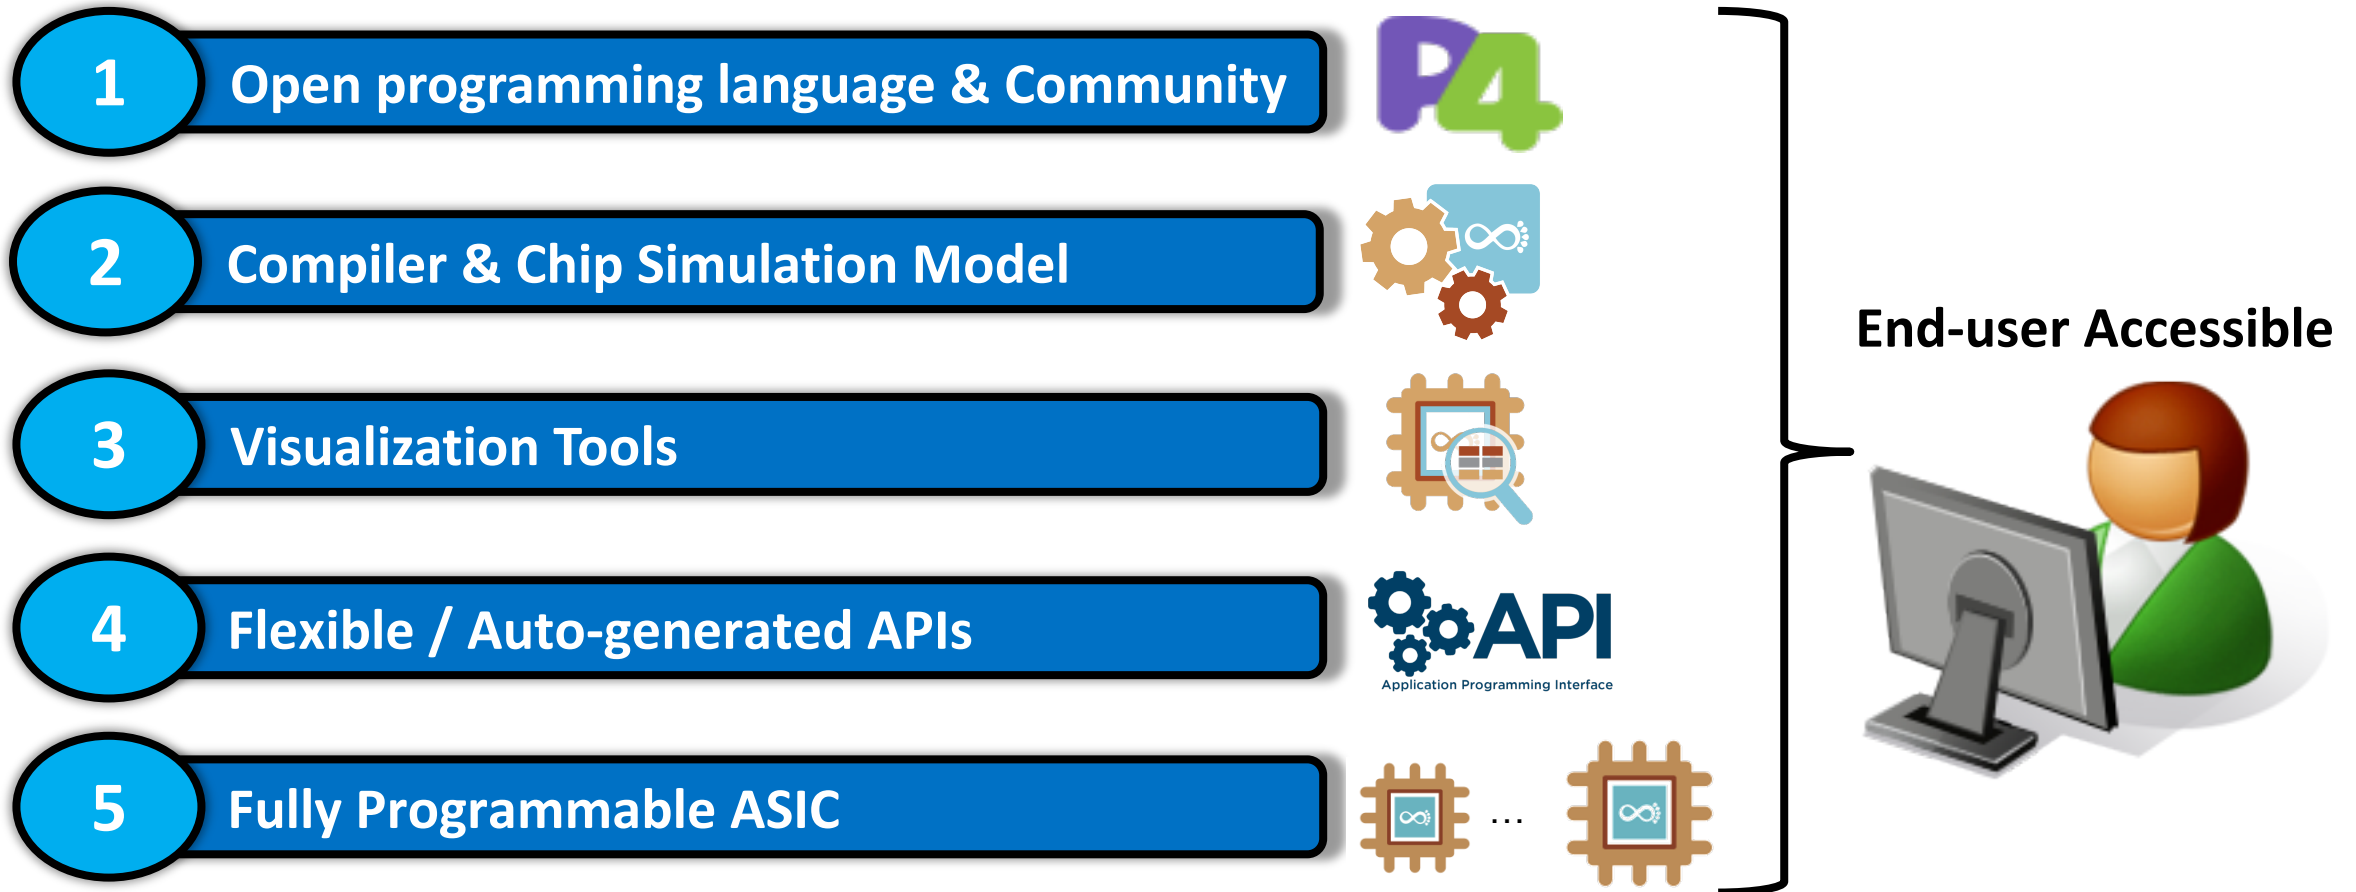 1
Open programming language & Community
P4
2
Compiler & Chip Simulation Model
3
Visualization Tools
4
Flexible / Auto-generated APIs
API
Application Programming Interface
5
Fully Programmable ASIC
...
End-user Accessible